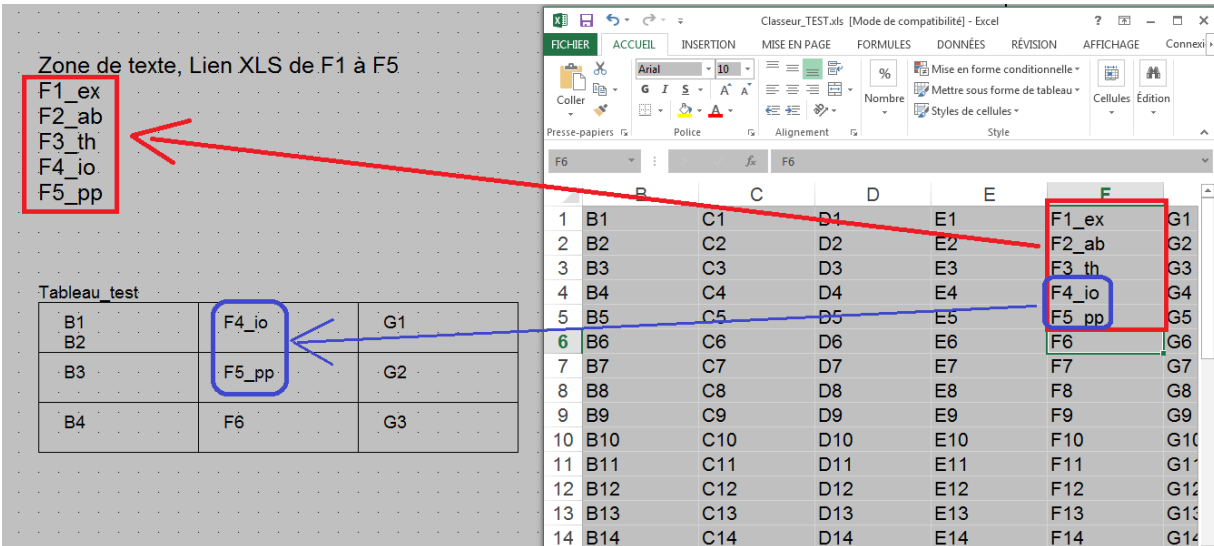 Zone de texte, Lien XLS de F1 à F5
F1_ex
F2_ab
F3_th
F4_io
F5_pp
Tableau_test
B1 F4_io G1
B2
B3 F5_pp G2
B4 F6 G3
Classeur_TEST.xls [Mode de compatibilité] - Excel
FICHIER ACCUEIL INSERTION MISE EN PAGE FORMULES DONNÉES RÉVISION AFFICHAGE Connexi
Arial 10 % Mise en forme conditionnelle
Coller G I S A A Nombre Mettre sous forme de tableau Cellules Édition
A Styles de cellules
Presse-papiers Police Alignement Style
F6 fx F6
B C D E F
1 B1 C1 D1 E1 F1_ex G1
2 B2 C2 D2 E2 F2_ab G2
3 B3 C3 D3 E3 F3_th G3
4 B4 C4 D4 E4 F4_io G4
5 B5 C5 D5 E5 F5_pp G5
6 B6 C6 D6 E6 F6 G6
7 B7 C7 D7 E7 F7 G7
8 B8 C8 D8 E8 F8 G8
9 B9 C9 D9 E9 F9 G9
10 B10 C10 D10 E10 F10 G10
11 B11 C11 D11 E11 F11 G11
12 B12 C12 D12 E12 F12 G12
13 B13 C13 D13 E13 F13 G13
14 B14 C14 D14 E14 F14 G14